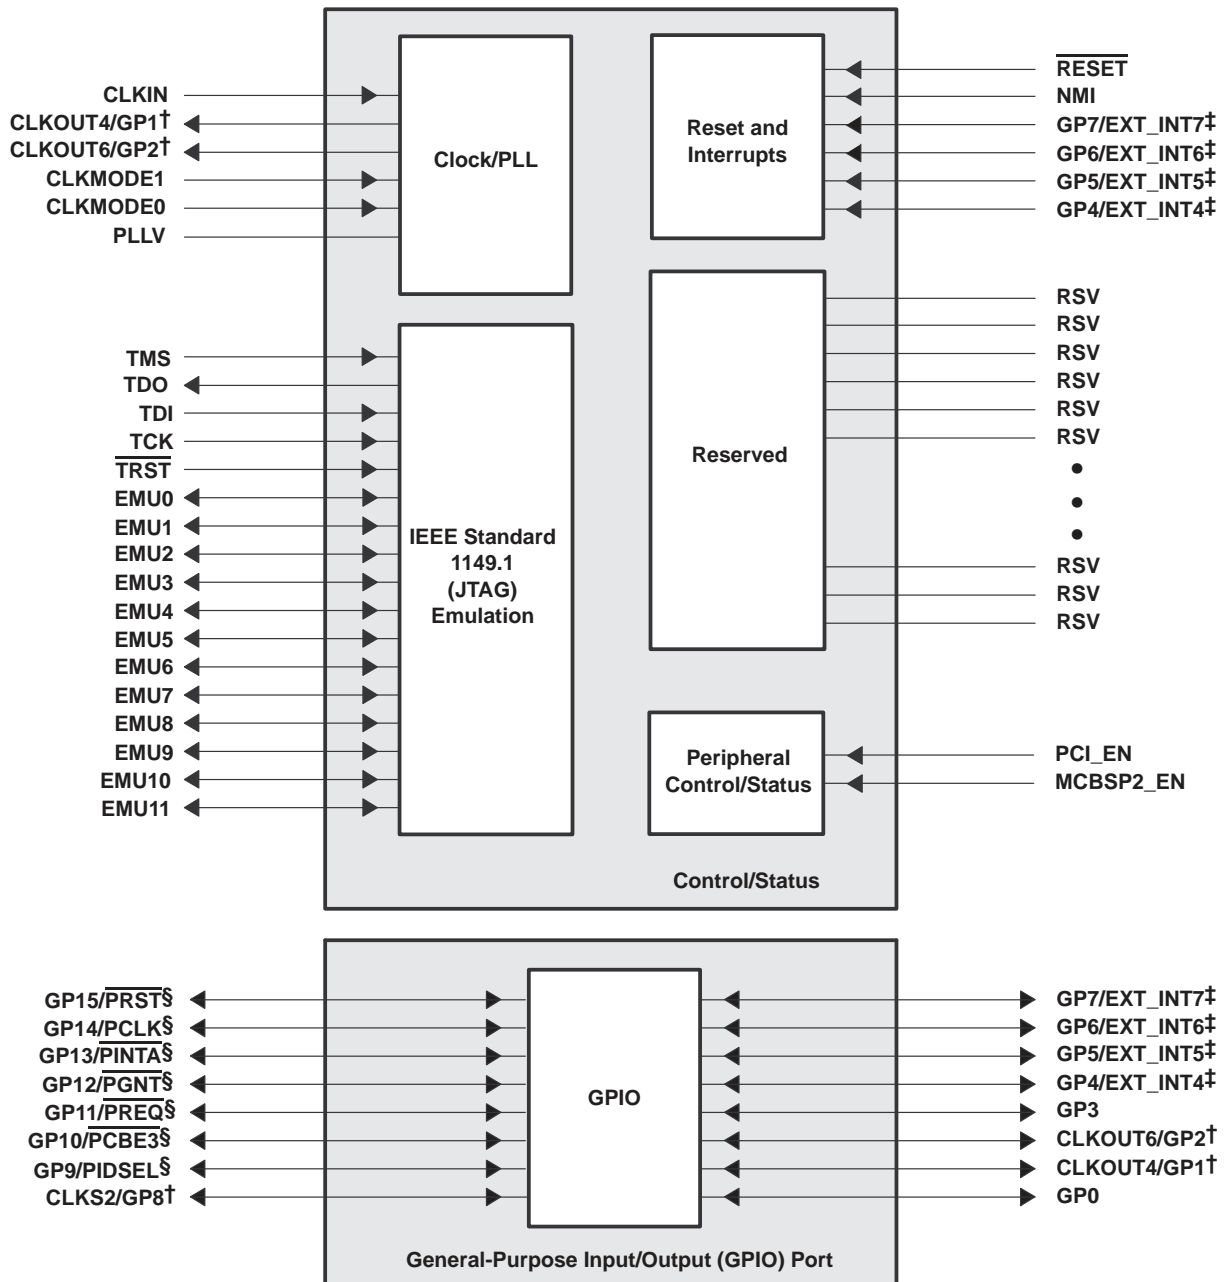 CLKIN
CLKOUT4/GP1†
CLKOUT6/GP2†
CLKMODE1
CLKMODE0
PLLV
Clock/PLL
Reset and
Interrupts
RESET
NMI
GP7/EXT_INT7‡
GP6/EXT_INT6‡
GP5/EXT_INT5‡
GP4/EXT_INT4‡
TMS
TDO
TDI
TCK
TRST
EMU0
EMU1
EMU2
EMU3
EMU4
EMU5
EMU6
EMU7
EMU8
EMU9
EMU10
EMU11
IEEE Standard
1149.1
(JTAG)
Emulation
Reserved
RSV
RSV
RSV
RSV
RSV
RSV
RSV
RSV
RSV
Peripheral
Control/Status
PCI_EN
MCBSP2_EN
Control/Status
GP15/PRST§
GP14/PCLK§
GP13/PINTA§
GP12/PGNT§
GP11/PREQ§
GP10/PCBE3§
GP9/PIDSEL§
CLKS2/GP8†
GPIO
GP7/EXT_INT7‡
GP6/EXT_INT6‡
GP5/EXT_INT5‡
GP4/EXT_INT4‡
GP3
CLKOUT6/GP2†
CLKOUT4/GP1†
GP0
General-Purpose Input/Output (GPIO) Port